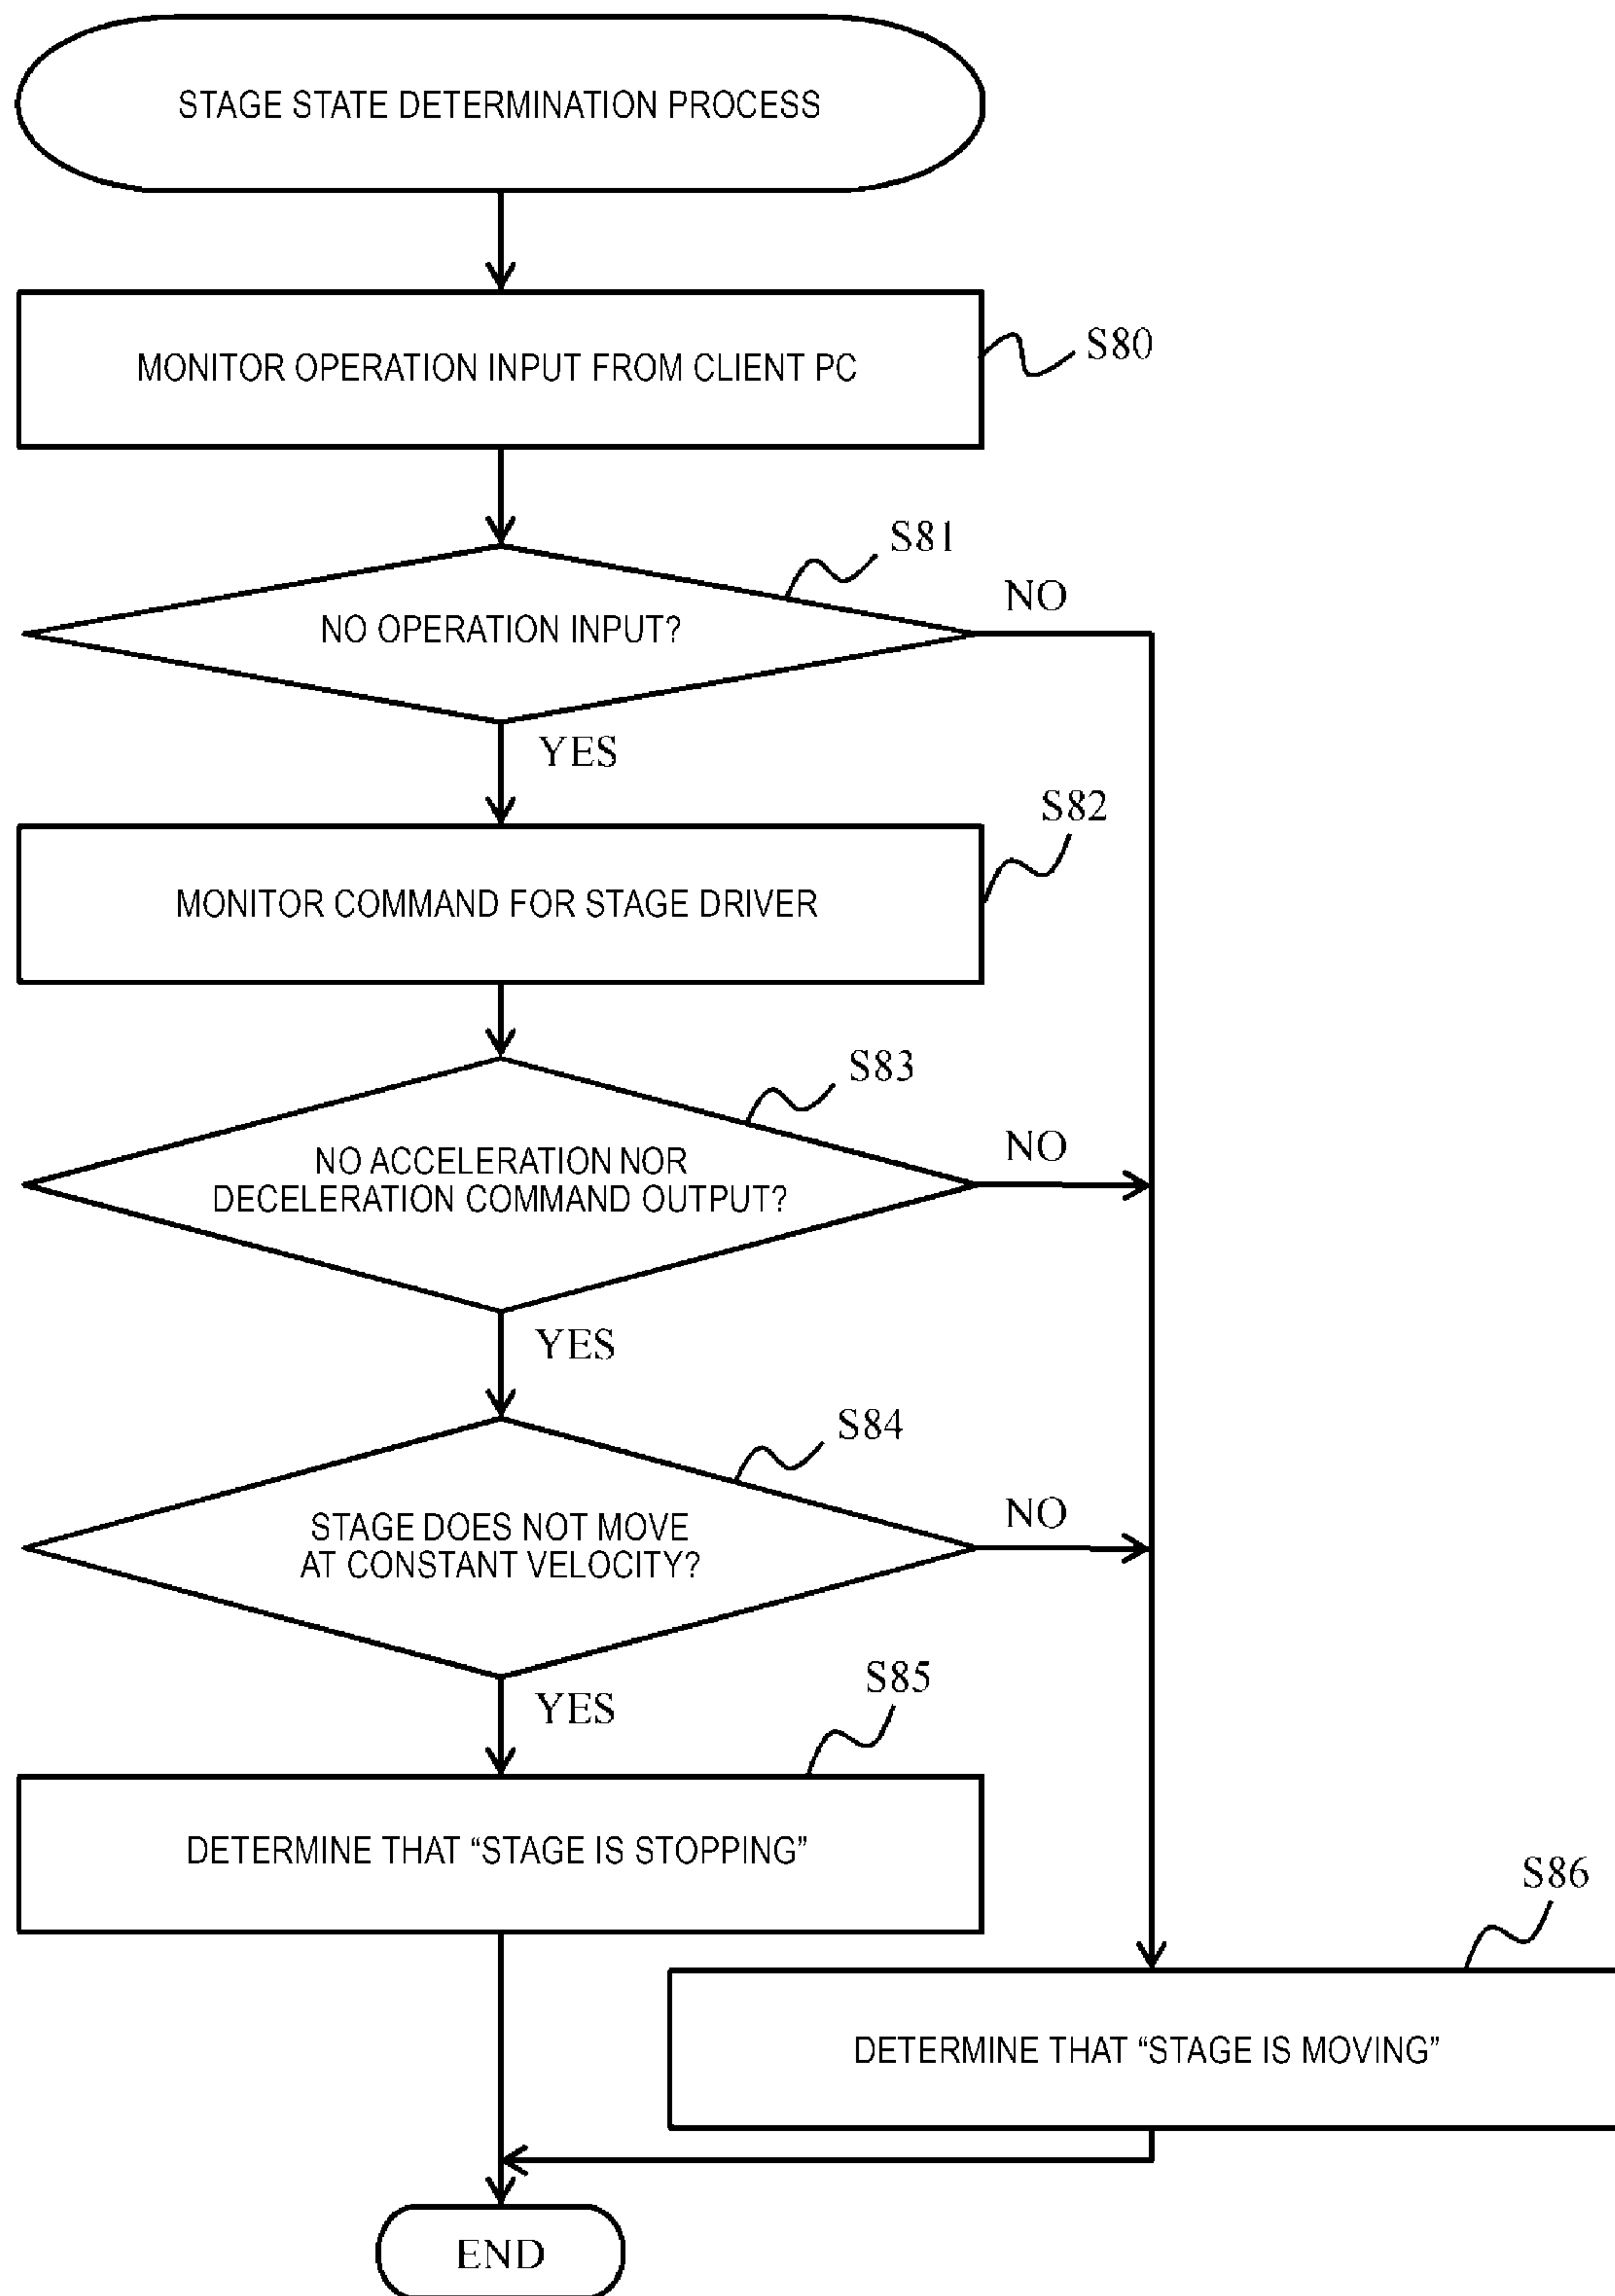 STAGE STATE DETERMINATION PROCESS
MONITOR OPERATION INPUT FROM CLIENT PC
S80
S81
NO OPERATION INPUT?
NO
YES
S82
MONITOR COMMAND FOR STAGE DRIVER
S83
NO ACCELERATION NOR
DECELERATION COMMAND OUTPUT?
NO
YES
S84
STAGE DOES NOT MOVE
AT CONSTANT VELOCITY?
NO
YES
S85
DETERMINE THAT “STAGE IS STOPPING”
S86
DETERMINE THAT “STAGE IS MOVING”
END